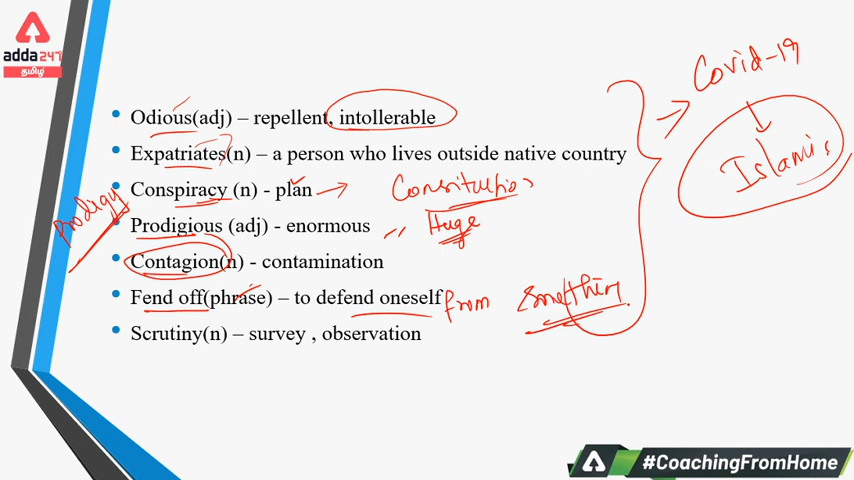 adda247
தமிழ்
Covid-19
Odious(adj) – repellent, intollerable
Expatriates(n) – a person who lives outside native country
Conspiracy (n) - plan
Prodigy
Prodigious (adj) - enormous
Huge
Contagion(n) - contamination
Fend off(phrase) – to defend oneself from something
Scrutiny(n) – survey , observation
#CoachingFromHome